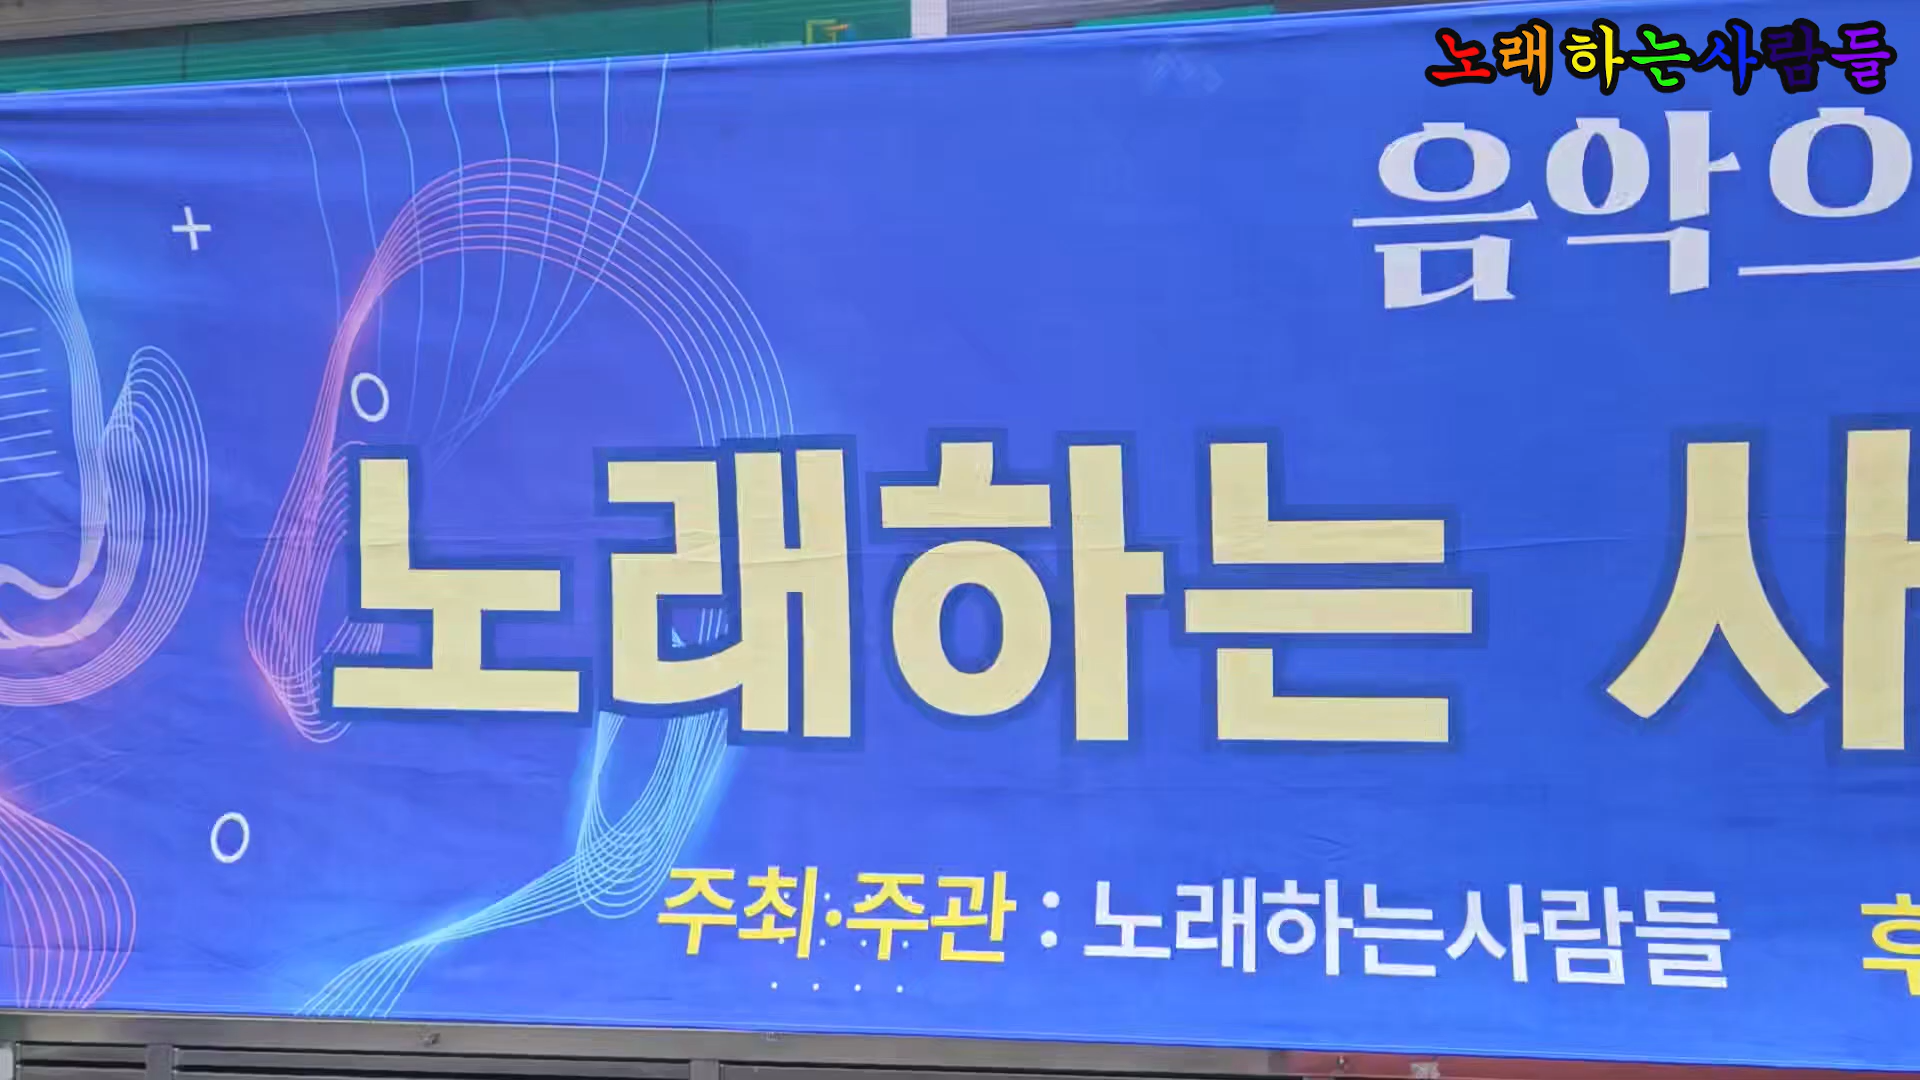 노래하는사람들
음악으
노래하는 사
주최·주관 : 노래하는사람들 후